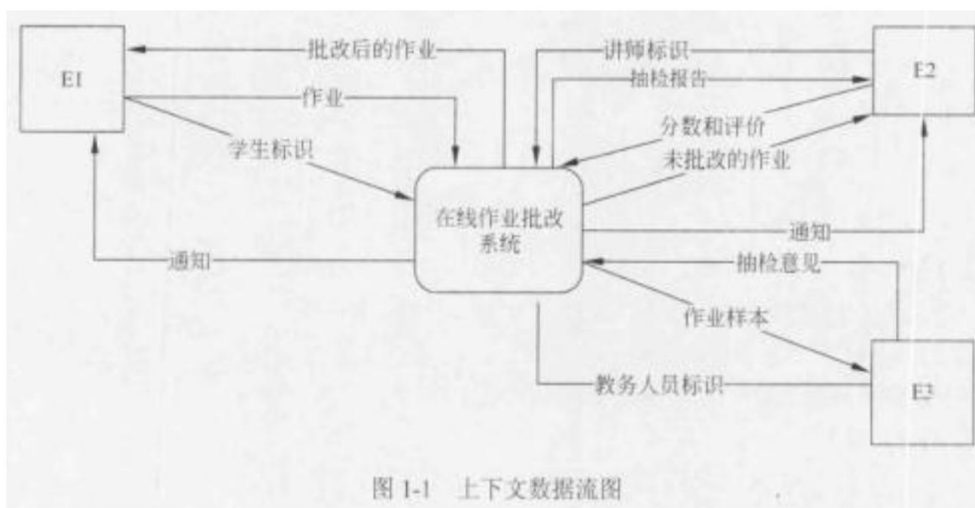 批改后的作业
讲师标识
E1
E2
抽检报告
作业
分数和评价
学生标识
未批改的作业
在线作业批改
系统
通知
通知
抽检意见
作业样本
教务人员标识
E3
图 1-1 上下文数据流图